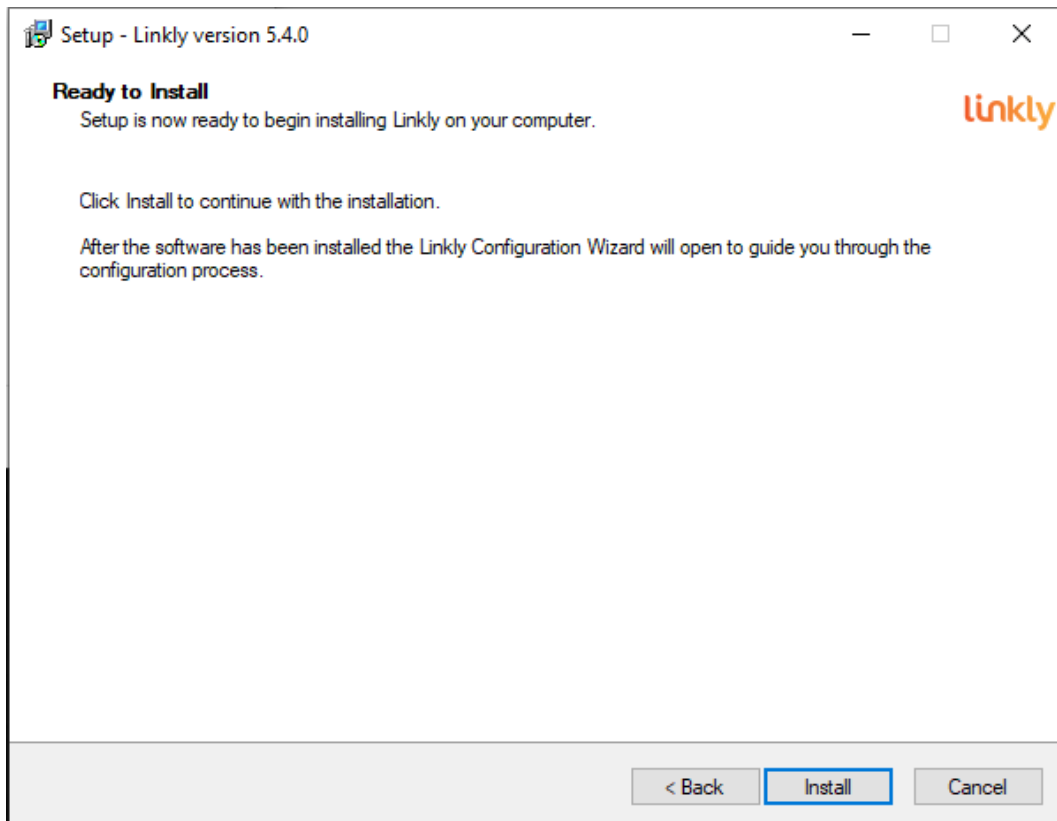 Setup - Linkly version 5.4.0
Ready to Install
Setup is now ready to begin installing Linkly on your computer.
linkly
Click Install to continue with the installation.
After the software has been installed the Linkly Configuration Wizard will open to guide you through the
configuration process.
< Back
Install
Cancel